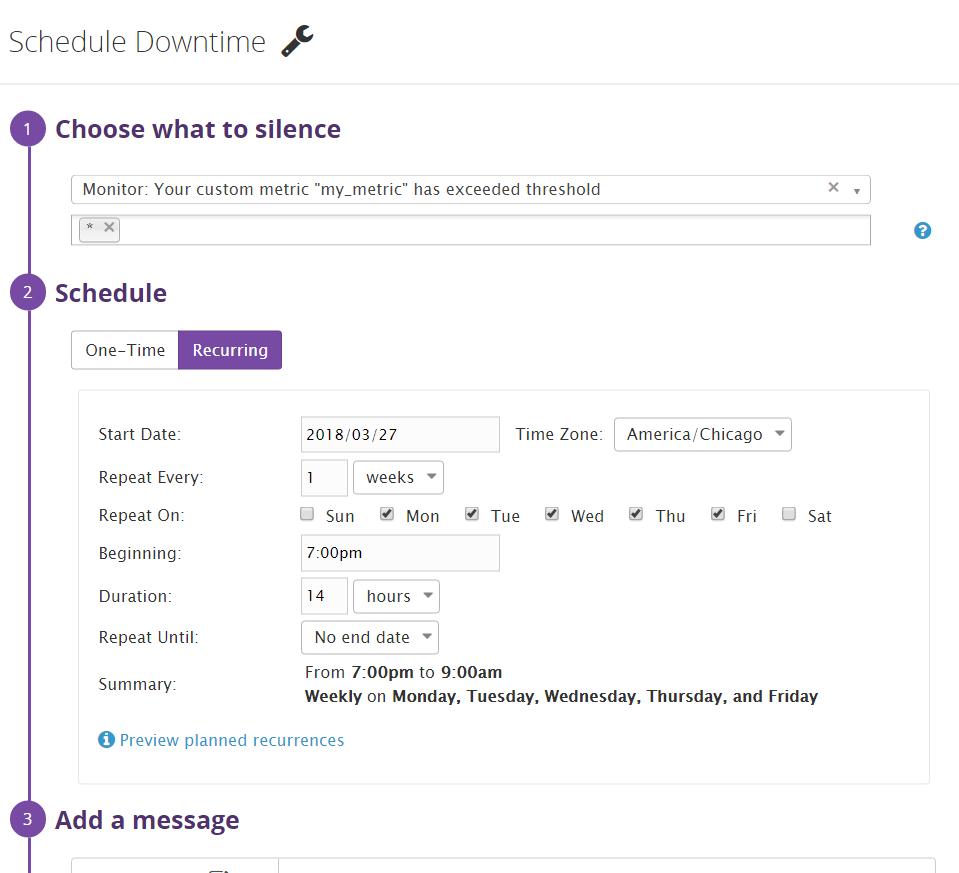 Schedule Downtime
1 Choose what to silence
Monitor: Your custom metric "my_metric" has exceeded threshold
*
2 Schedule
One-Time Recurring
Start Date: 2018/03/27 Time Zone: America/Chicago
Repeat Every: 1 weeks
Repeat On: Sun Mon Tue Wed Thu Fri Sat
Beginning: 7:00pm
Duration: 14 hours
Repeat Until: No end date
From 7:00pm to 9:00am
Summary:
Weekly on Monday, Tuesday, Wednesday, Thursday, and Friday
Preview planned recurrences
3 Add a message